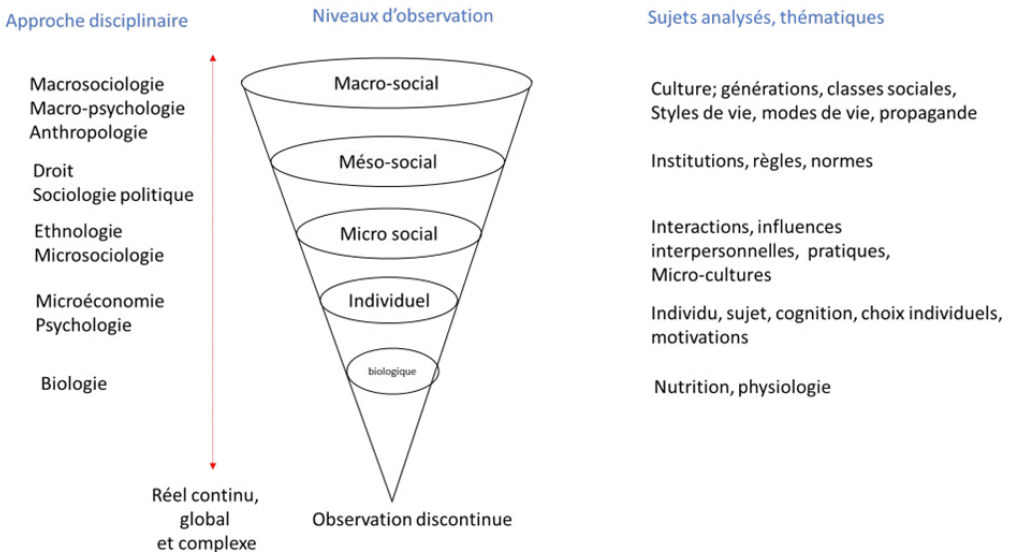 Approche disciplinaire
Niveaux d'observation
Sujets analysés, thématiques
Macrosociologie
Macro-psychologie
Anthropologie
Macro-social
Culture; générations, classes sociales,
Styles de vie, modes de vie, propagande
Droit
Sociologie politique
Méso-social
Institutions, règles, normes
Ethnologie
Microsociologie
Micro social
Interactions, influences
interpersonnelles, pratiques,
Micro-cultures
Microéconomie
Psychologie
Individuel
Individu, sujet, cognition, choix individuels,
motivations
Biologie
biologique
Nutrition, physiologie
Réel continu,
global
et complexe
Observation discontinue